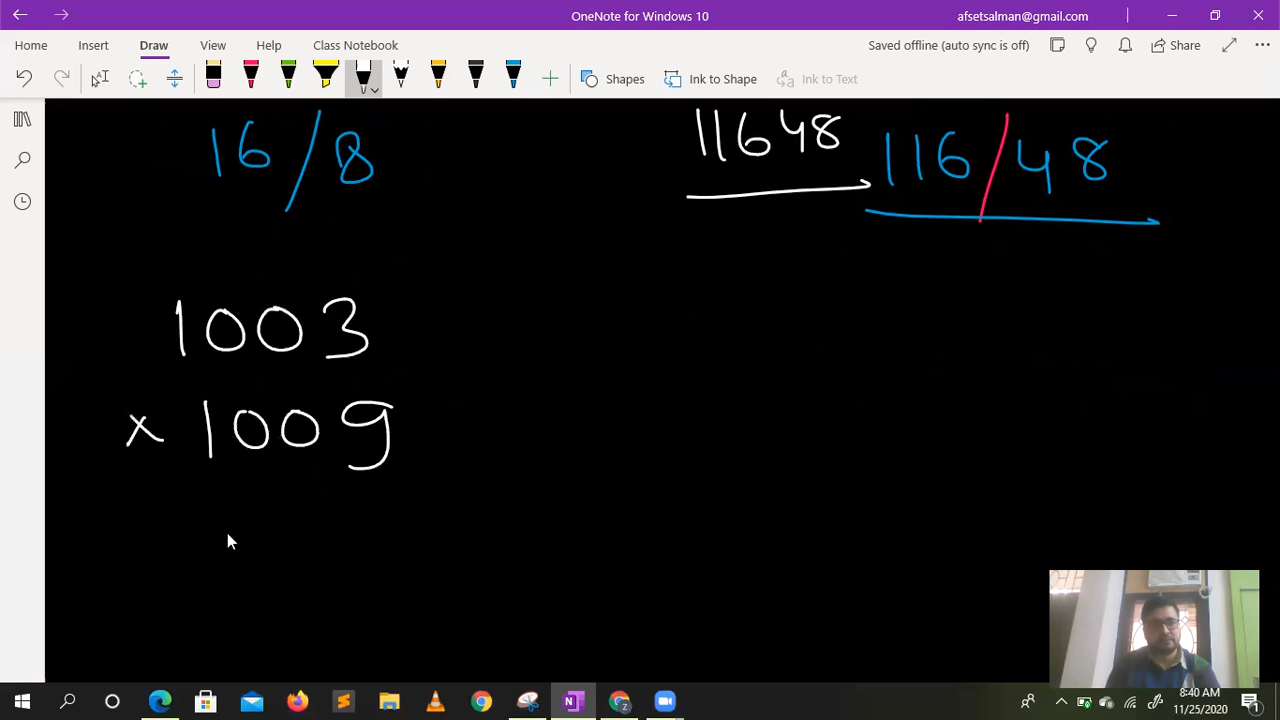 OneNote for Windows 10
afsetsalman@gmail.com
Home Insert Draw View Help Class Notebook
Saved offline (auto sync is off)
Share
Shapes
Ink to Shape
Ink to Text
16/8
11648
116/48
1003
x 1009
8:40 AM
11/25/2020